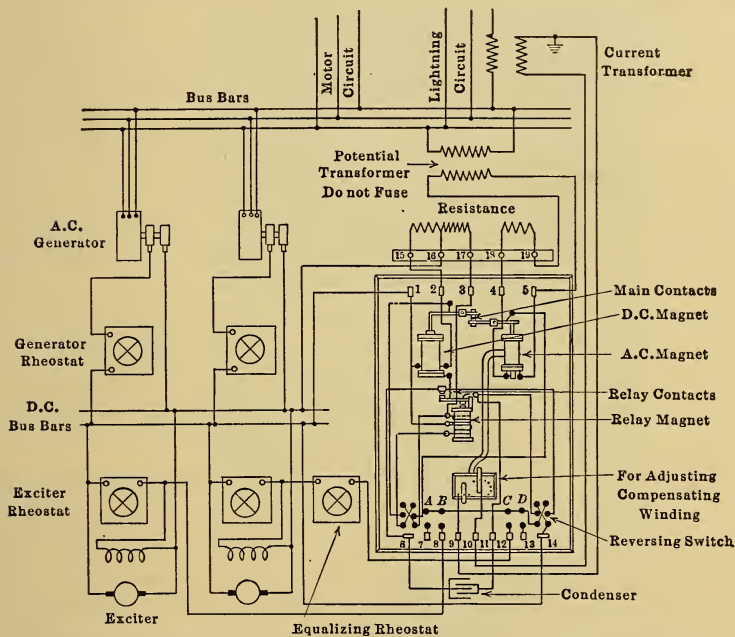 Motor
Circuit
Lightning
Circuit
Current
Transformer
Bus Bars
Potential
Transformer
Do not Fuse
Resistance
A.C.
Generator
15 16 17 18 19
1 2 3 4 5
Main Contacts
D.C.Magnet
A.C.Magnet
Generator
Rheostat
Relay Contacts
Relay Magnet
D.C.
Bus Bars
For Adjusting
Compensating
Winding
Exciter
Rheostat
A B C D
Reversing Switch
6 7 8 9 10 11 12 13 14
Condenser
Exciter
Equalizing Rheostat